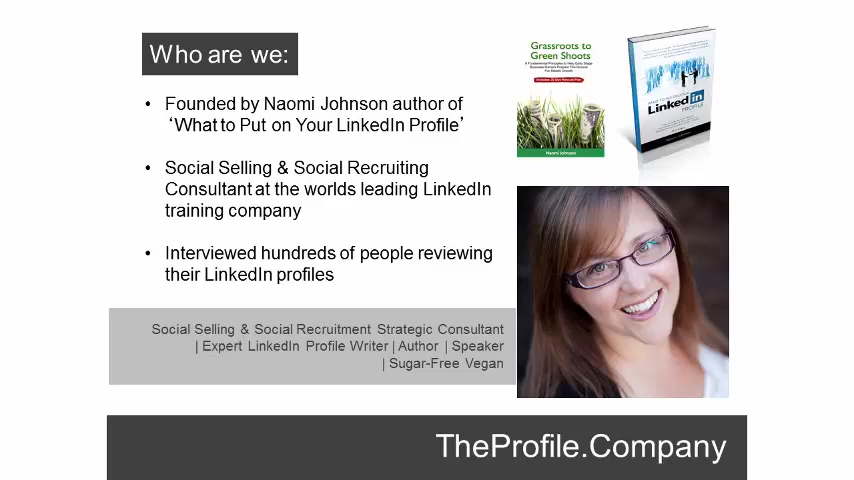 Who are we:
• Founded by Naomi Johnson author of
‘What to Put on Your LinkedIn Profile’
• Social Selling & Social Recruiting
Consultant at the worlds leading LinkedIn
training company
• Interviewed hundreds of people reviewing
their LinkedIn profiles
Grassroots to
Green Shoots
Naomi Johnson
LinkedIn
PROFILE
Social Selling & Social Recruitment Strategic Consultant
| Expert LinkedIn Profile Writer | Author | Speaker
| Sugar-Free Vegan
TheProfile.Company